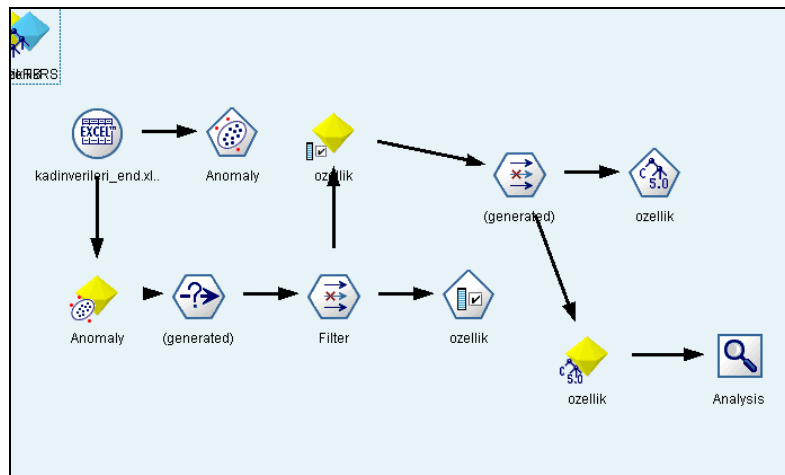 EXCEL
kadinverileri_end.xl..
Anomaly
ozellik
(generated)
C 5.0
ozellik
Anomaly
(generated)
Filter
ozellik
C 5.0
ozellik
Analysis